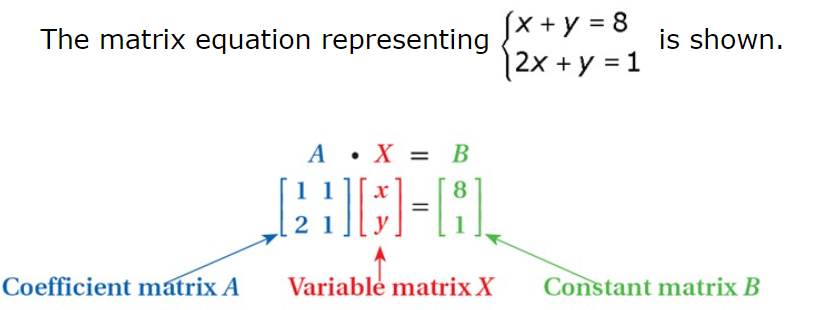 The matrix equation representing {x + y = 8 is shown.
2x + y = 1
A • X = B
[1 1] [x] = [8]
[2 1] [y] [1]
Coefficient matrix A Variable matrix X Constant matrix B